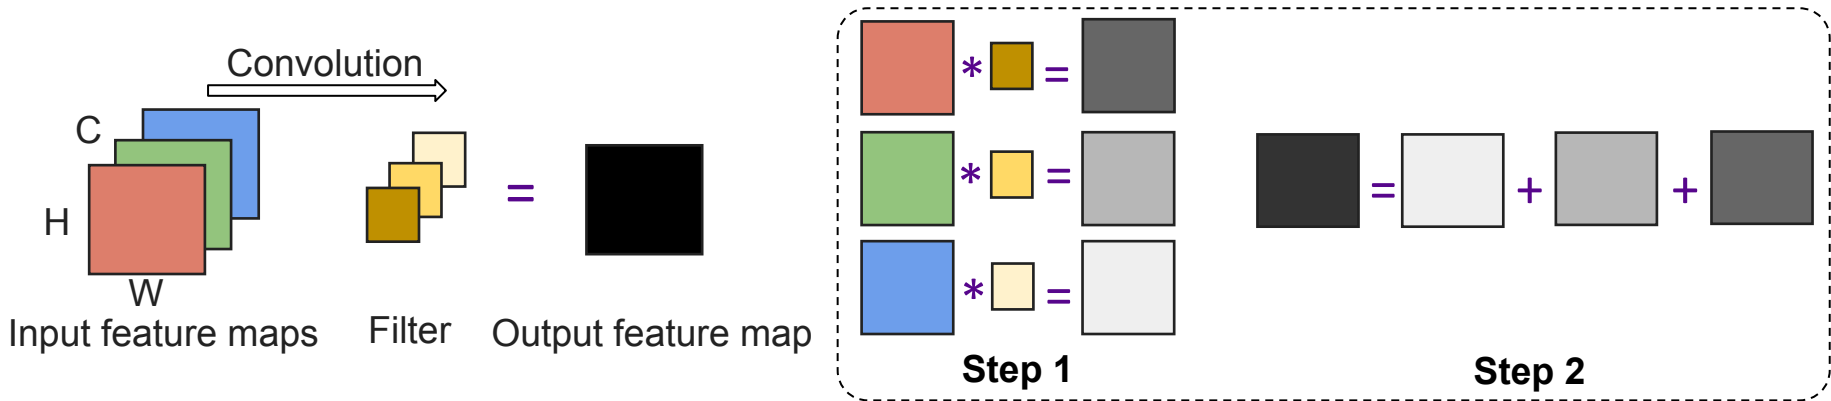 Convolution
C
H
W
Input feature maps
Filter
=
Output feature map
* =
* =
* =
Step 1
= + +
Step 2